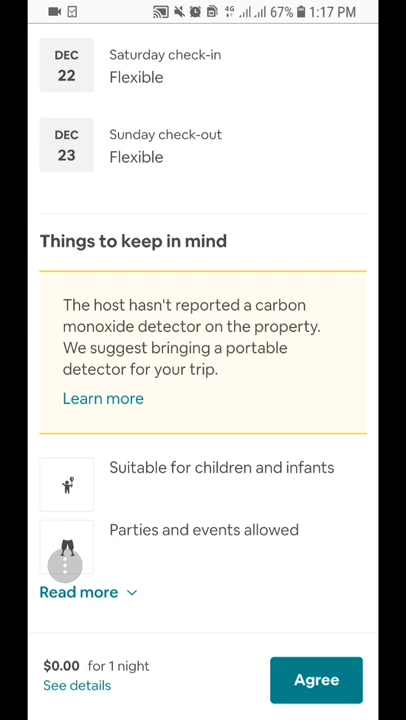 4G 67% 1:17 PM
DEC
22
Saturday check-in
Flexible
DEC
23
Sunday check-out
Flexible
Things to keep in mind
The host hasn't reported a carbon
monoxide detector on the property.
We suggest bringing a portable
detector for your trip.
Learn more
Suitable for children and infants
Parties and events allowed
Read more
$0.00 for 1 night
See details
Agree